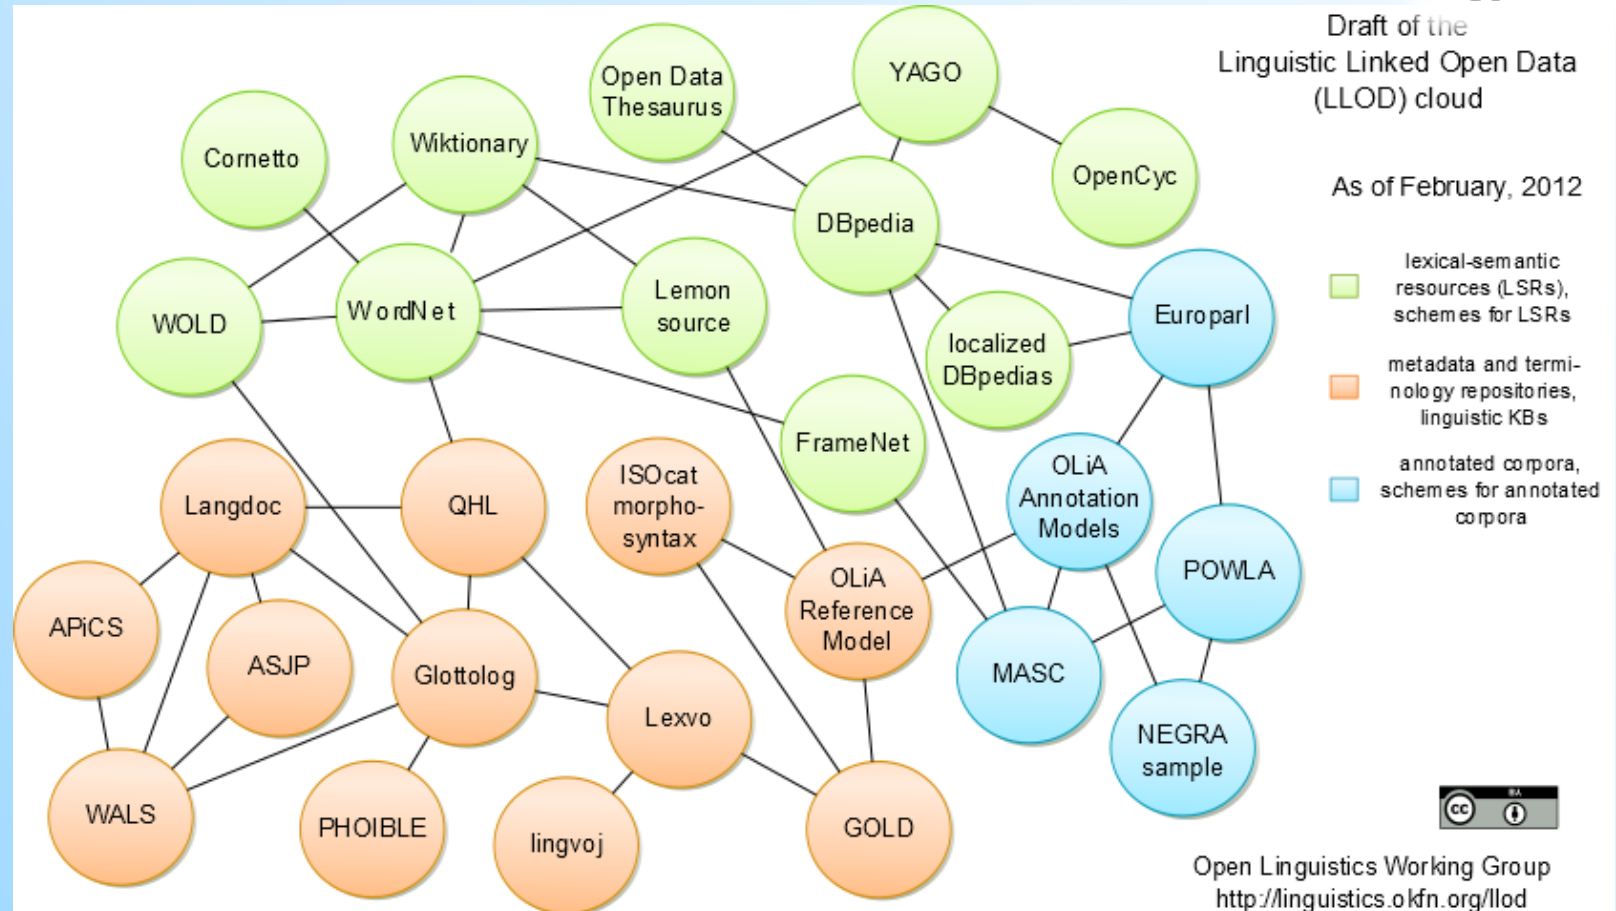 Draft of the
Linguistic Linked Open Data
(LLOD) cloud
As of February, 2012
lexical-semantic
resources (LSRs),
schemes for LSRs
metadata and termi-
nology repositories,
linguistic KBs
annotated corpora,
schemes for annotated
corpora
Open Data
Thesaurus
YAGO
Cornetto
Wiktionary
OpenCyc
DBpedia
WOLD
WordNet
Lemon
source
Europarl
localized
DBpedias
FrameNet
Langdoc
QHL
ISOcat
morpho-
syntax
OLiA
Annotation
Models
POWLA
APiCS
ASJP
Glottolog
OLiA
Reference
Model
MASC
Lexvo
NEGRA
sample
WALS
PHOIBLE
lingvoj
GOLD
cc
BA
Open Linguistics Working Group
http://linguistics.okfn.org/llod